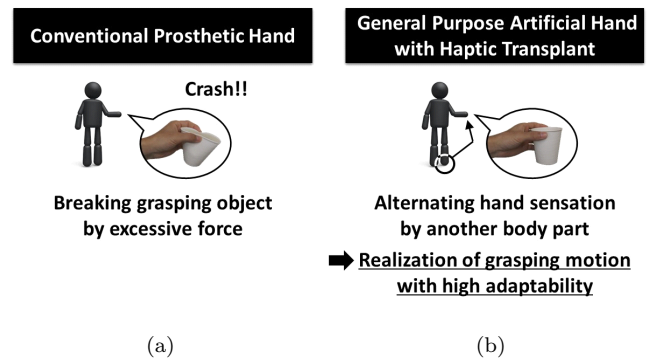 Conventional Prosthetic Hand
Crash!!
Breaking grasping object
by excessive force
(a)
General Purpose Artificial Hand
with Haptic Transplant
Alternating hand sensation
by another body part
Realization of grasping motion
with high adaptability
(b)